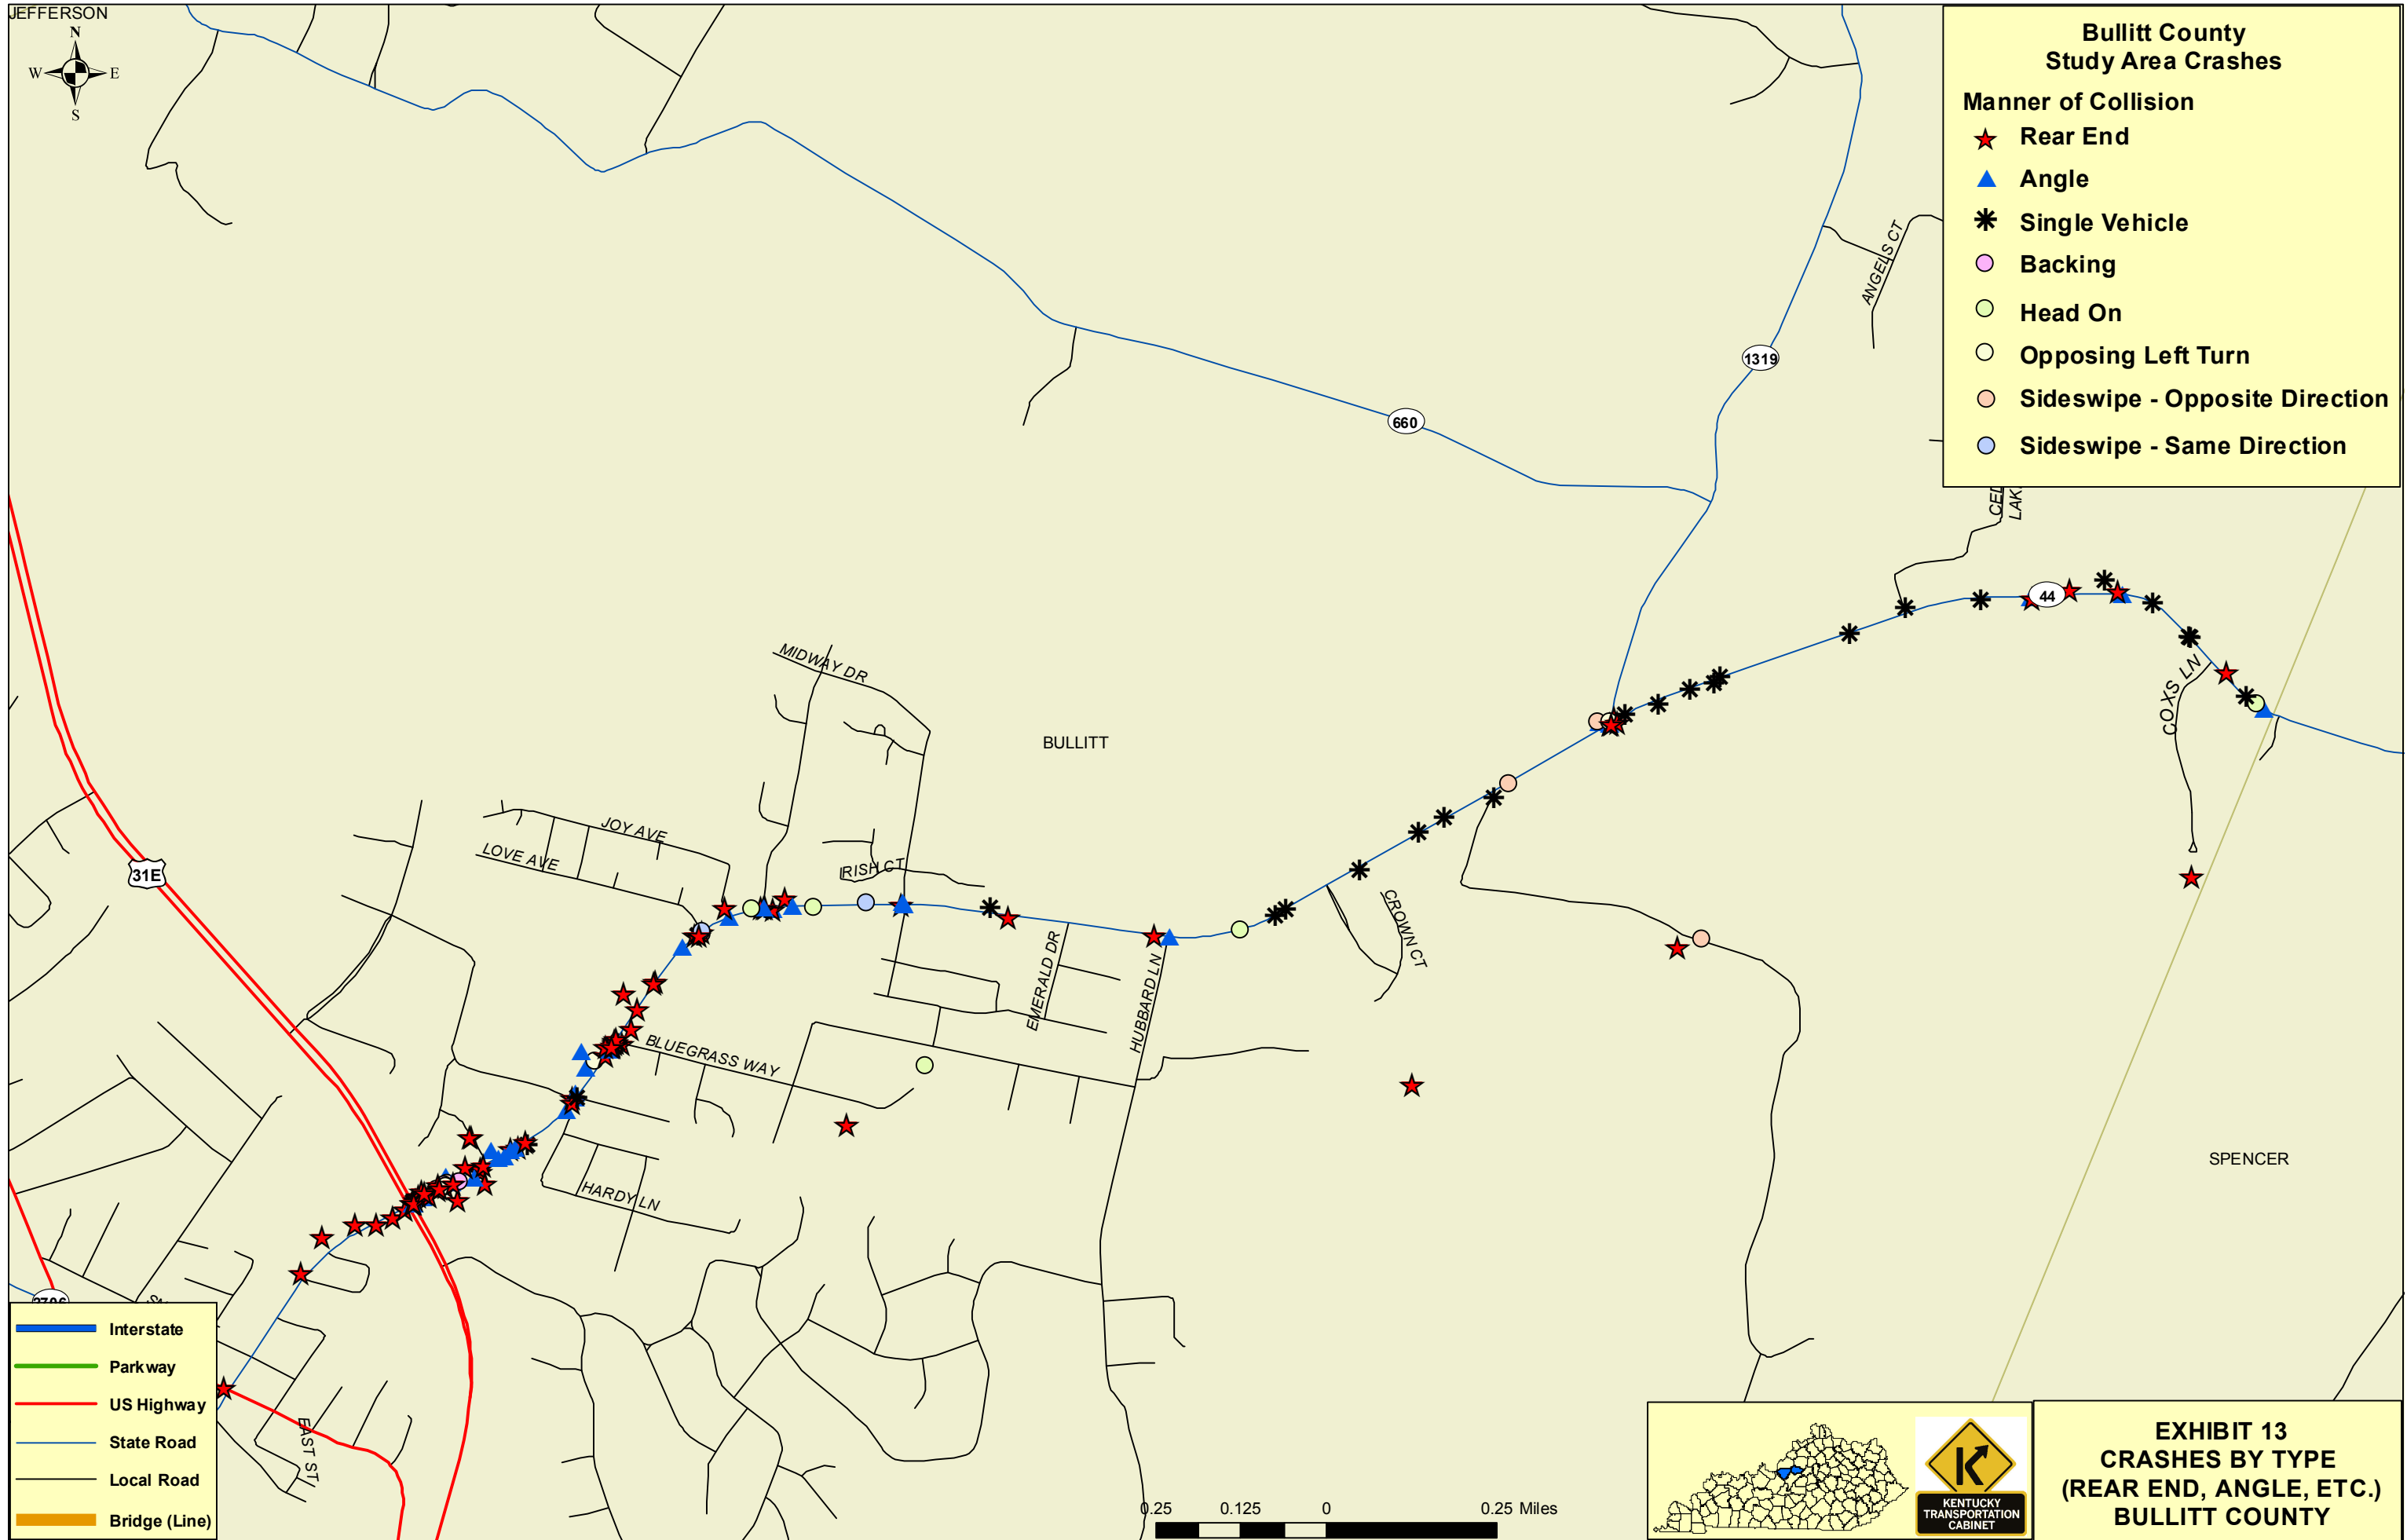 JEFFERSON
N
W
E
S
Bullitt County
Study Area Crashes
Manner of Collision
Rear End
Angle
Single Vehicle
Backing
Head On
Opposing Left Turn
Sideswipe - Opposite Direction
Sideswipe - Same Direction
ANGELS CT
1319
660
44
COXS LN
MIDWAY DR
BULLITT
JOY AVE
LOVE AVE
IRISH CT
31E
CROWN CT
EMERALD DR
HUBBARD LN
BLUEGRASS WAY
HARDY LN
SPENCER
EAST ST
Interstate
Parkway
US Highway
State Road
Local Road
Bridge (Line)
0.25 0.125 0 0.25 Miles
KENTUCKY
TRANSPORTATION
CABINET
EXHIBIT 13
CRASHES BY TYPE
(REAR END, ANGLE, ETC.)
BULLITT COUNTY